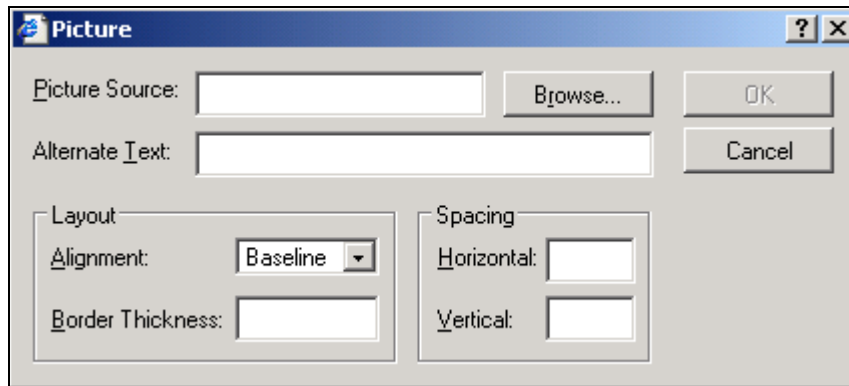 Picture
Picture Source: Browse... OK
Alternate Text: Cancel
Layout Spacing
Alignment: Baseline Horizontal:
Border Thickness: Vertical: